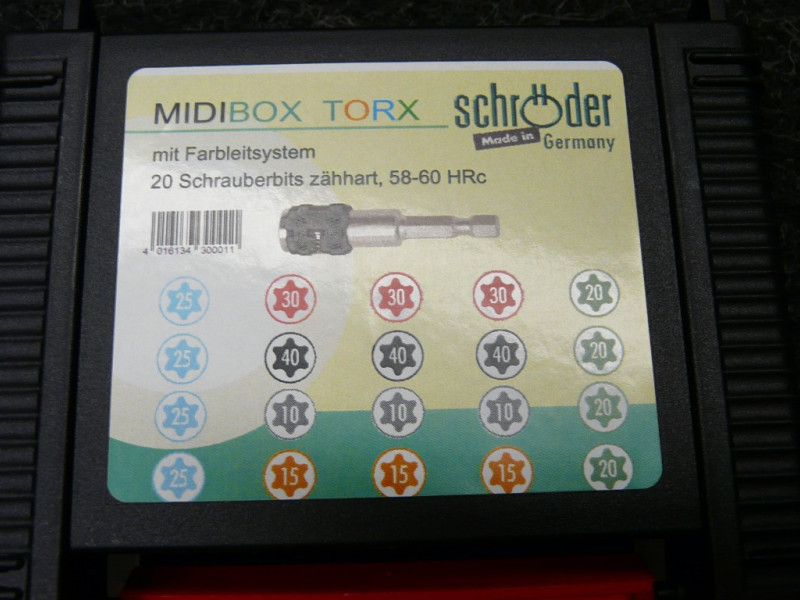 MIDIBOX TORX
schröder
Made in Germany
mit Farbleitsystem
20 Schrauberbits zähhart, 58-60 HRc
4 016134 300011
25 30 30 30 20
25 40 40 40 20
25 10 10 10 20
25 15 15 15 20